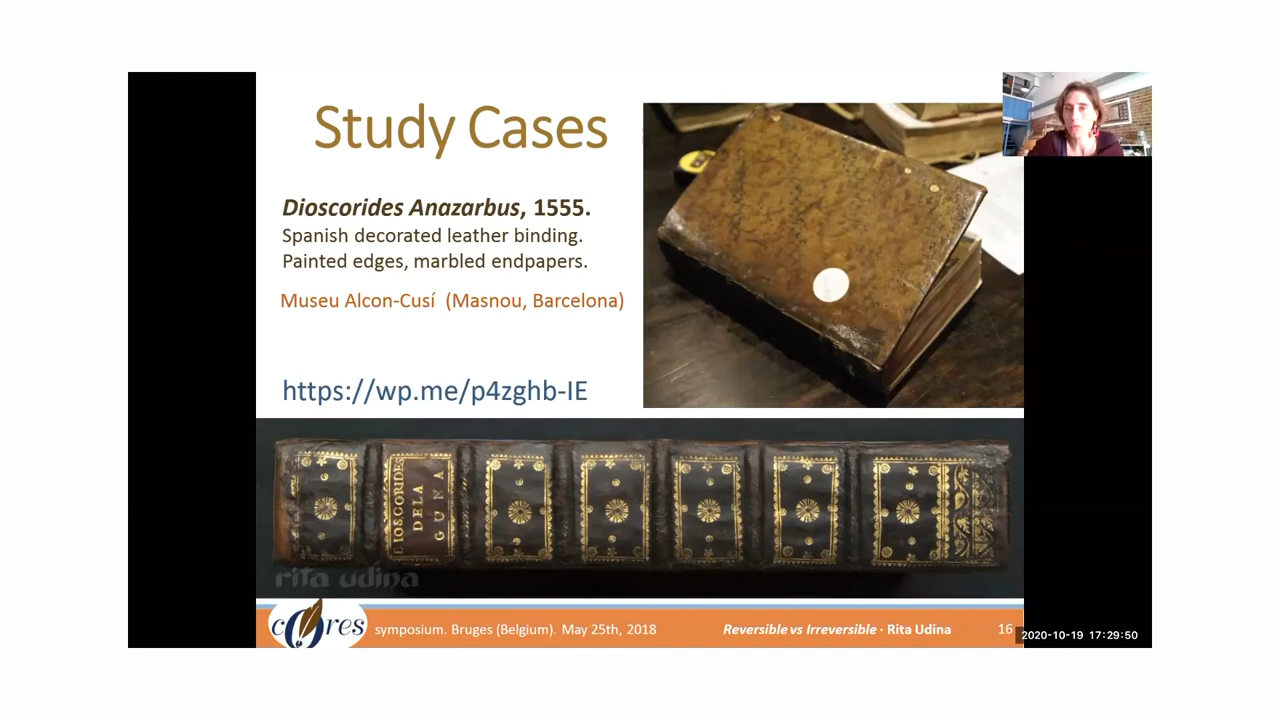 Study Cases
Dioscorides Anazarbus, 1555.
Spanish decorated leather binding.
Painted edges, marbled endpapers.
Museu Alcon-Cusí (Masnou, Barcelona)
https://wp.me/p4zghb-IE
DIOSCORIDES
DELA
GUNA
rita udina
cOres
symposium. Bruges (Belgium). May 25th, 2018
Reversible vs Irreversible · Rita Udina
16
2020-10-19 17:29:50